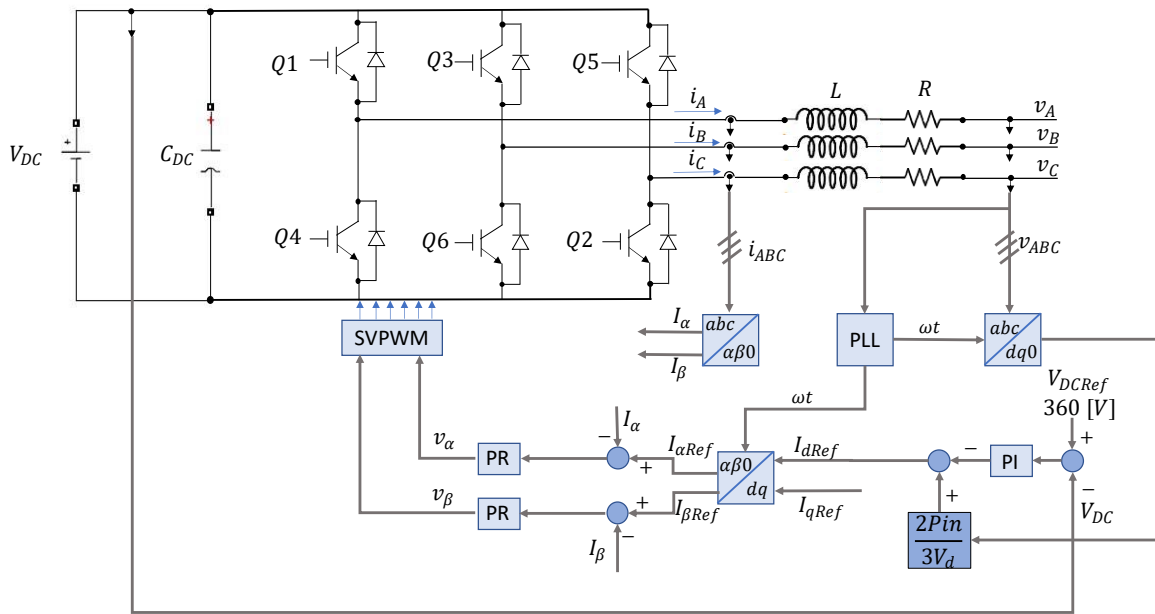 Q1
Q3
Q5
i_A
L
R
v_A
V_DC
+
+
C_DC
i_B
v_B
i_C
v_C
Q4
Q6
Q2
i_ABC
v_ABC
SVPWM
I_α
I_β
abc
αβ0
PLL
ωt
abc
dq0
V_DCRef
360 [V]
ωt
I_α
−
+
v_α
PR
I_αRef
αβ0
dq
I_dRef
−
+
PI
+
−
V_DC
v_β
PR
+
−
I_β
I_βRef
I_qRef
2Pin
3V_d